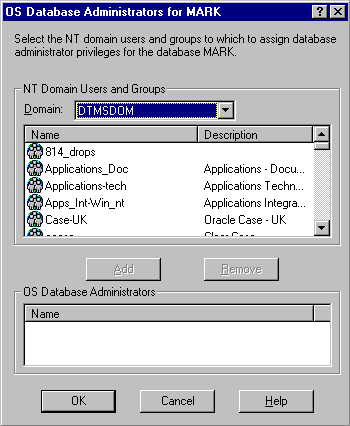 OS Database Administrators for MARK
Select the NT domain users and groups to which to assign database
administrator privileges for the database MARK.
NT Domain Users and Groups
Domain: DTMSDOM
Name Description
814_drops
Applications_Doc Applications - Docu...
Applications-tech Applications Techn...
Apps_Int-Win_nt Applications Integra...
Case-UK Oracle Case - UK
Add Remove
OS Database Administrators
Name
OK Cancel Help